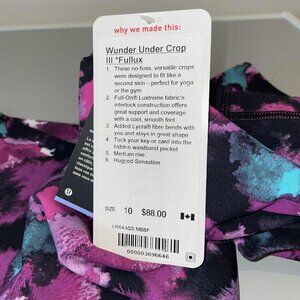 why we made this:
Wunder Under Crop
III *Fullux
1. These no-fuss, versatile crops
were designed to fit like a
second skin – perfect for yoga
or the gym
2. Full-On® Luxtreme fabric's
interlock construction offers
great support and coverage
with a cool, smooth feel
3. Added Lycra® fibre bends with
you and stays in great shape
4. Tuck your key or card into the
hidden waistband pocket
5. Medium rise
6. Hugged Sensation
SIZE 10 $88.00
000003696646